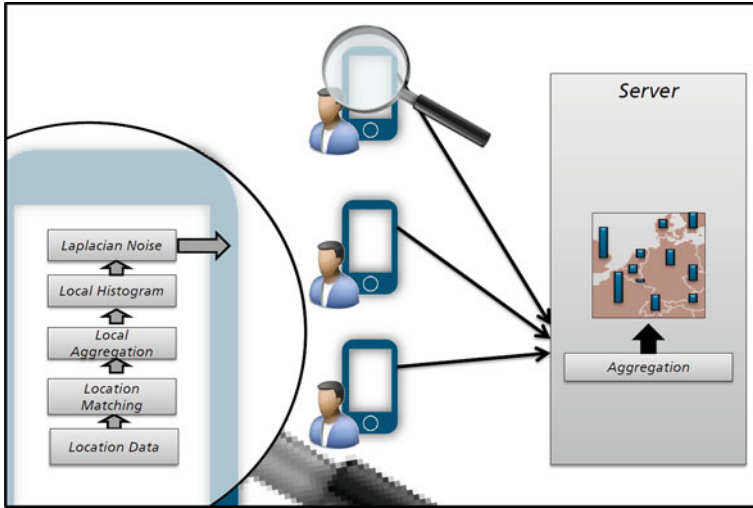 Laplacian Noise
Local Histogram
Local
Aggregation
Location
Matching
Location Data
Server
Aggregation